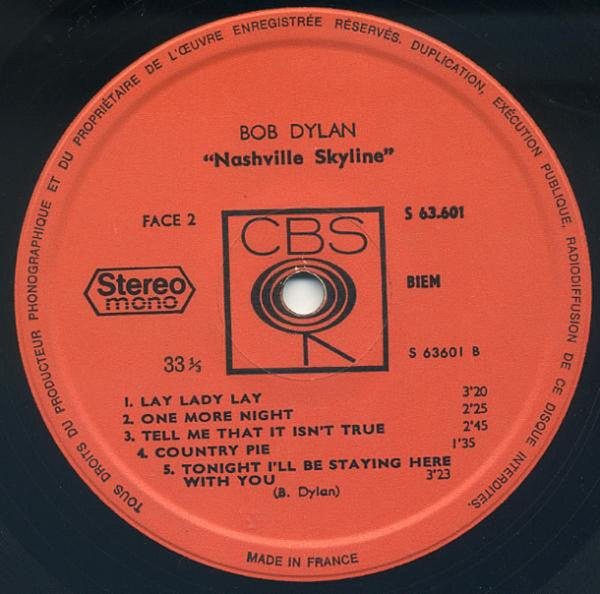 TOUS DROITS DU PRODUCTEUR PHONOGRAPHIQUE ET DU PROPRIÉTAIRE DE L'ŒUVRE ENREGISTRÉE RÉSERVÉS. DUPLICATION, EXÉCUTION PUBLIQUE, RADIODIFFUSION DE CE DISQUE INTERDITES.
BOB DYLAN
"Nashville Skyline"
FACE 2
S 63.601
CBS
Stereo
mono
BIEM
33 ⅓
S 63601 B
1. LAY LADY LAY 3'20
2. ONE MORE NIGHT 2'25
3. TELL ME THAT IT ISN'T TRUE 2'45
4. COUNTRY PIE 1'35
5. TONIGHT I'LL BE STAYING HERE
WITH YOU 3'23
(B. Dylan)
MADE IN FRANCE